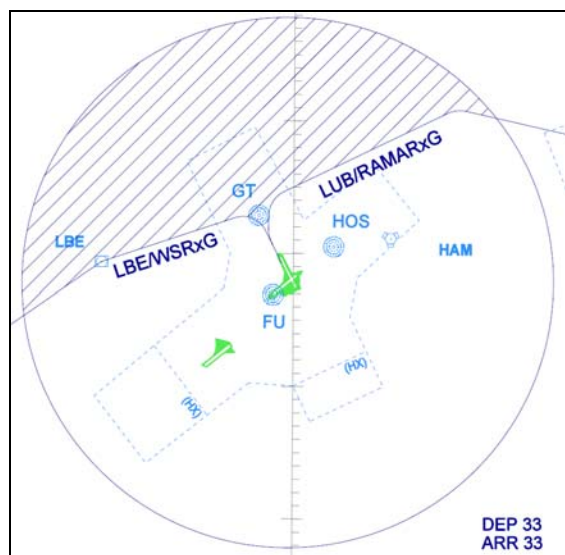 GT
LUB/RAMARxG
LBE
LBE/WSRxG
HOS
HAM
FU
(HX)
(HX)
DEP 33
ARR 33